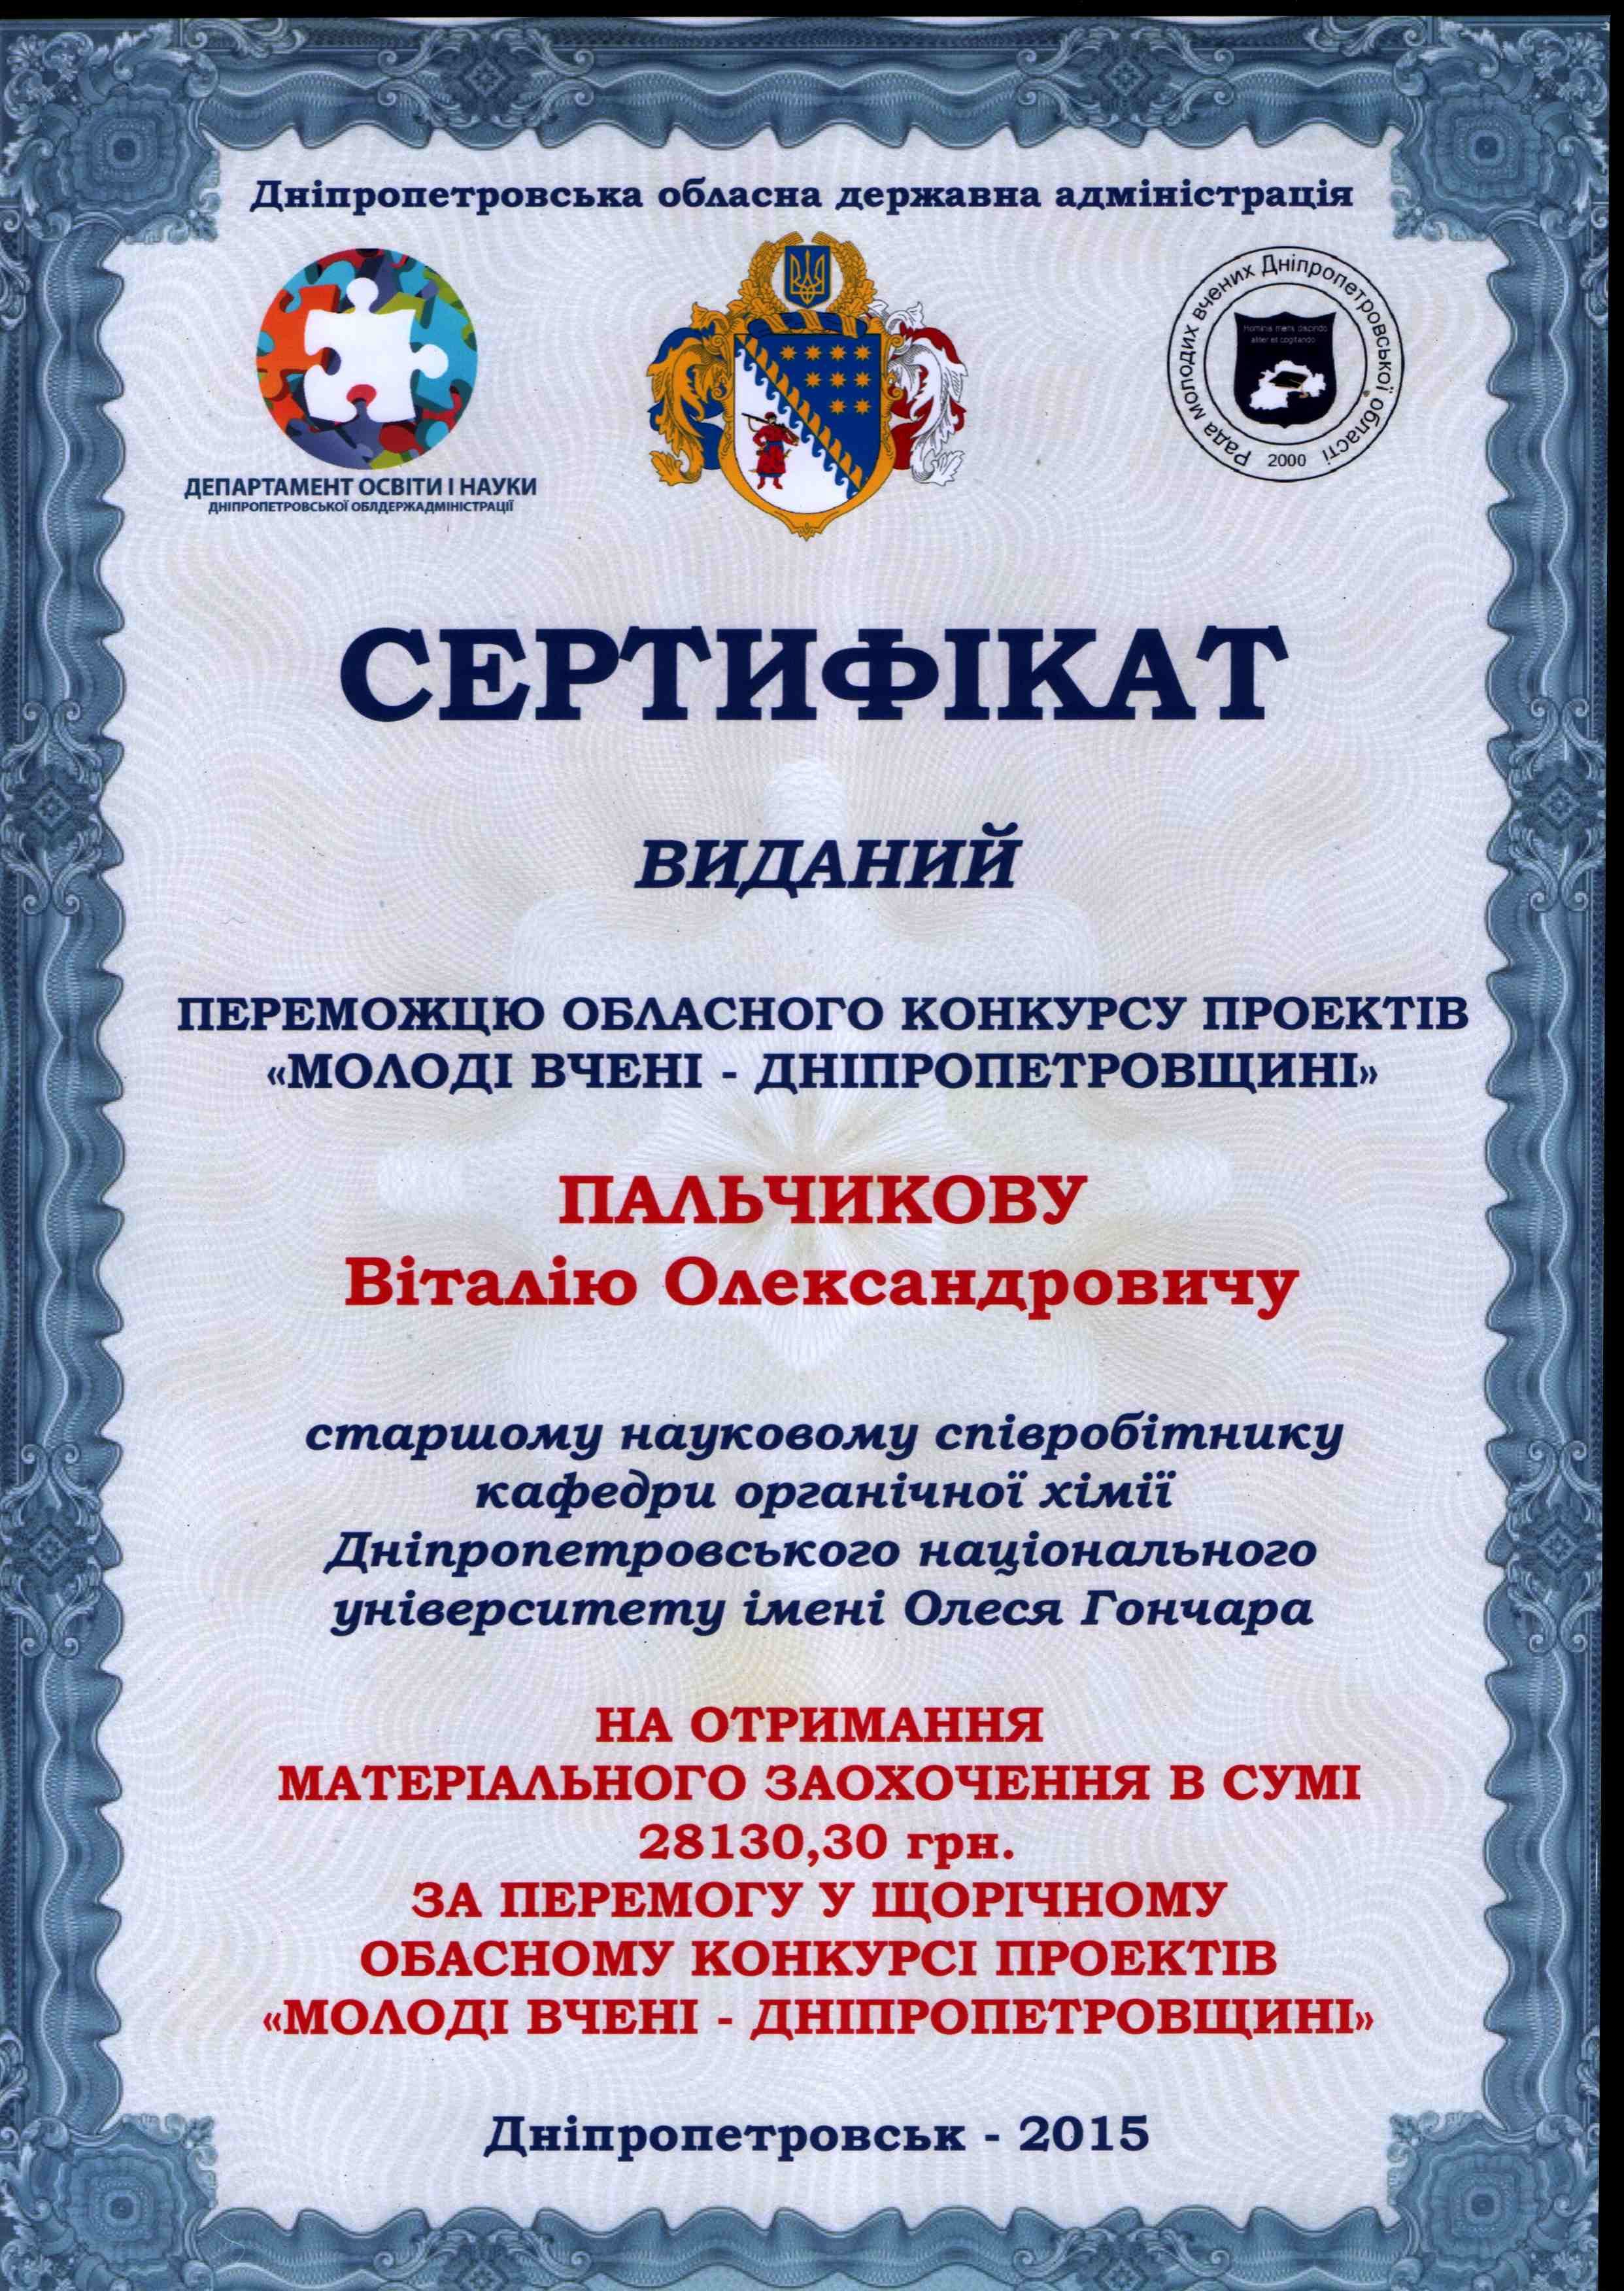 Дніпропетровська обласна державна адміністрація
ДЕПАРТАМЕНТ ОСВІТИ І НАУКИ
ДНІПРОПЕТРОВСЬКОЇ ОБЛДЕРЖАДМІНІСТРАЦІЇ
Рада молодих вчених Дніпропетровської області
Homina mens discindo
aliter et cogitando
2000
СЕРТИФІКАТ
ВИДАНИЙ
ПЕРЕМОЖЦЮ ОБЛАСНОГО КОНКУРСУ ПРОЕКТІВ
«МОЛОДІ ВЧЕНІ - ДНІПРОПЕТРОВЩИНІ»
ПАЛЬЧИКОВУ
Віталію Олександровичу
старшому науковому співробітнику
кафедри органічної хімії
Дніпропетровського національного
університету імені Олеся Гончара
НА ОТРИМАННЯ
МАТЕРІАЛЬНОГО ЗАОХОЧЕННЯ В СУМІ
28130,30 грн.
ЗА ПЕРЕМОГУ У ЩОРІЧНОМУ
ОБАСНОМУ КОНКУРСІ ПРОЕКТІВ
«МОЛОДІ ВЧЕНІ - ДНІПРОПЕТРОВЩИНІ»
Дніпропетровськ - 2015